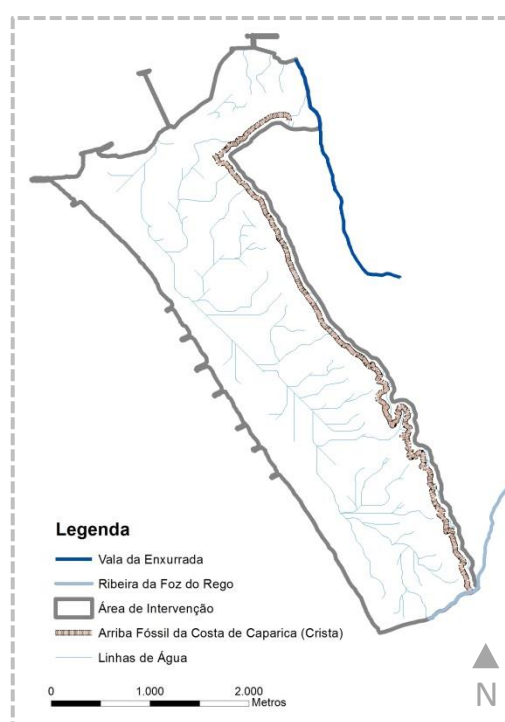 Legenda
Vala da Enxurrada
Ribeira da Foz do Rego
Área de Intervenção
Arriba Fóssil da Costa de Caparica (Crista)
Linhas de Água
0 1.000 2.000
Metros
N